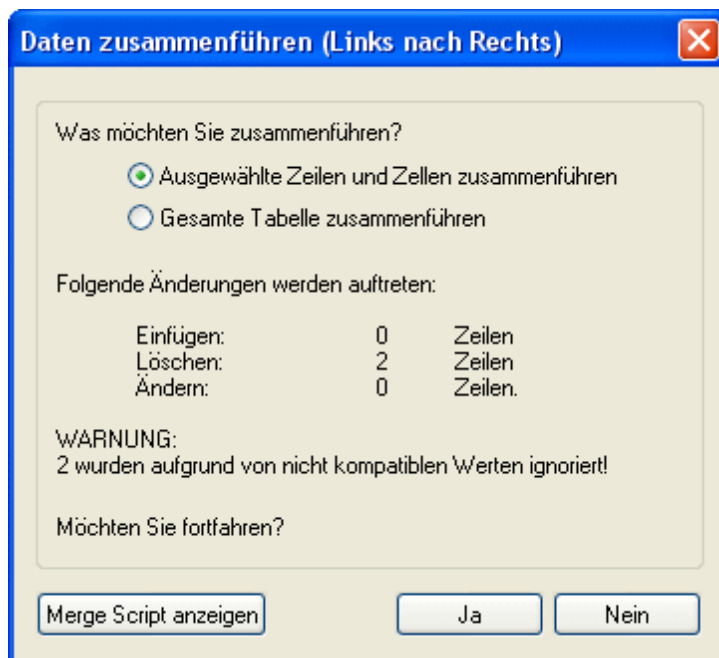 Daten zusammenführen (Links nach Rechts)
Was möchten Sie zusammenführen?
Ausgewählte Zeilen und Zellen zusammenführen
Gesamte Tabelle zusammenführen
Folgende Änderungen werden auftreten:
Einfügen: 0 Zeilen
Löschen: 2 Zeilen
Ändern: 0 Zeilen.
WARNUNG:
2 wurden aufgrund von nicht kompatiblen Werten ignoriert!
Möchten Sie fortfahren?
Merge Script anzeigen Ja Nein